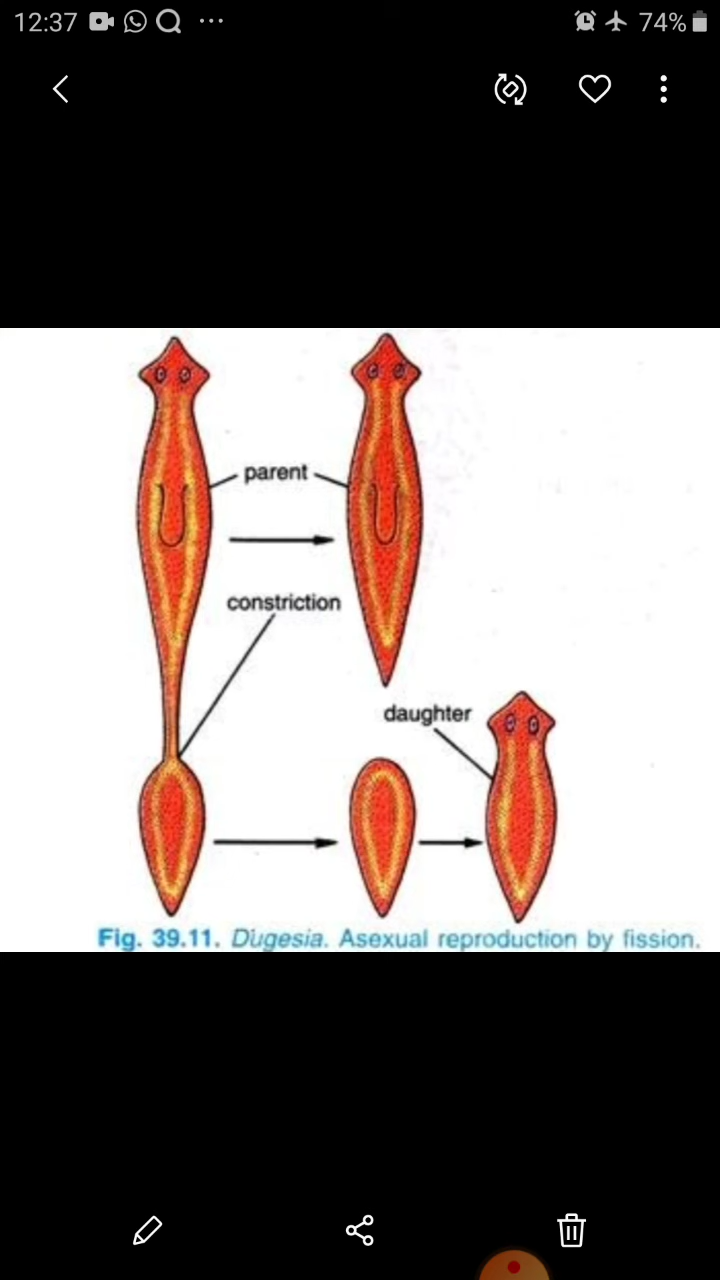 12:37 ... 74%
parent
constriction
daughter
Fig. 39.11. Dugesia. Asexual reproduction by fission.